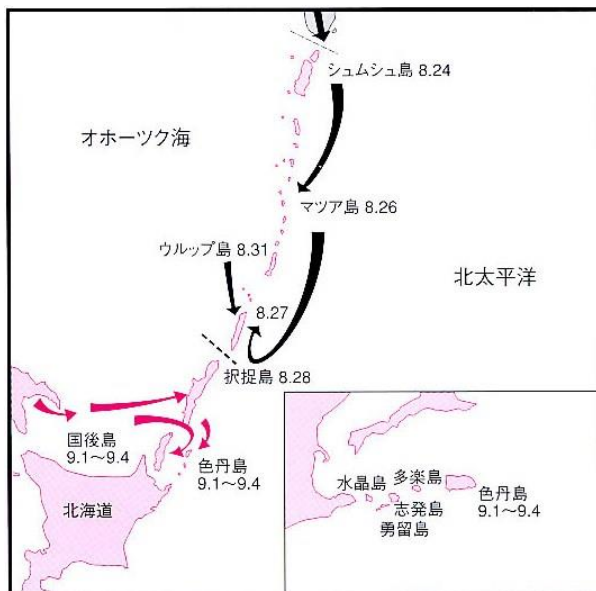 シュムシュ島 8.24
オホーツク海
マツア島 8.26
ウルップ島 8.31
北太平洋
8.27
択捉島 8.28
国後島
9.1〜9.4
色丹島
9.1〜9.4
北海道
水晶島
多楽島
志発島
勇留島
色丹島
9.1〜9.4